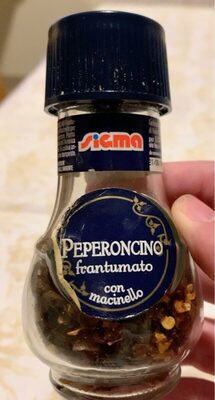 SIGMA
PEPERONCINO
frantumato
con
macinello